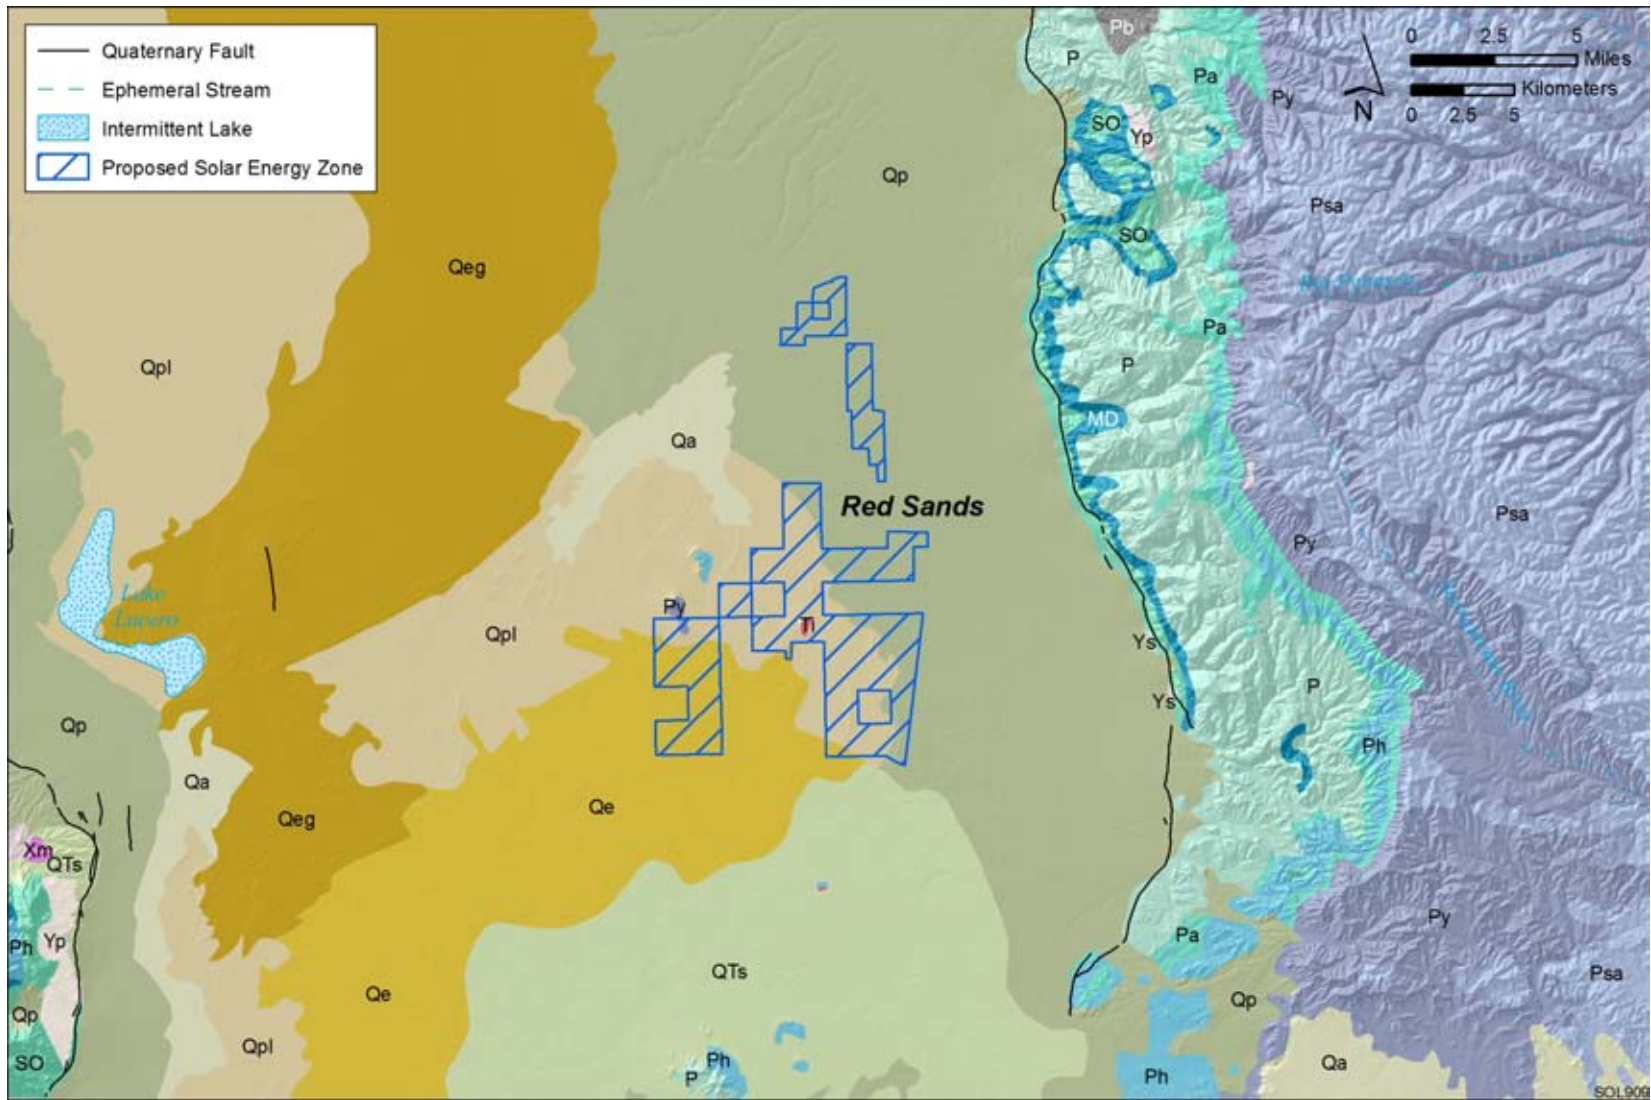 Quaternary Fault
Ephemeral Stream
Intermittent Lake
Proposed Solar Energy Zone
0 2.5 5
Miles
Kilometers
0 2.5 5
N
Pb
P
Pa
Py
SO
Yp
Qp
Psa
SO
Qeg
Pa
Qpl
P
MD
Qa
Red Sands
Psa
Py
Lake
Lucero
Py
Ti
Qpl
Ys
P
Ys
Qp
Ph
Qa
Qe
Qeg
Xm
QTs
Py
Ph
Yp
Pa
QTs
Psa
Qe
Qp
Qp
Qpl
SO
Ph
P
Ph
Qa